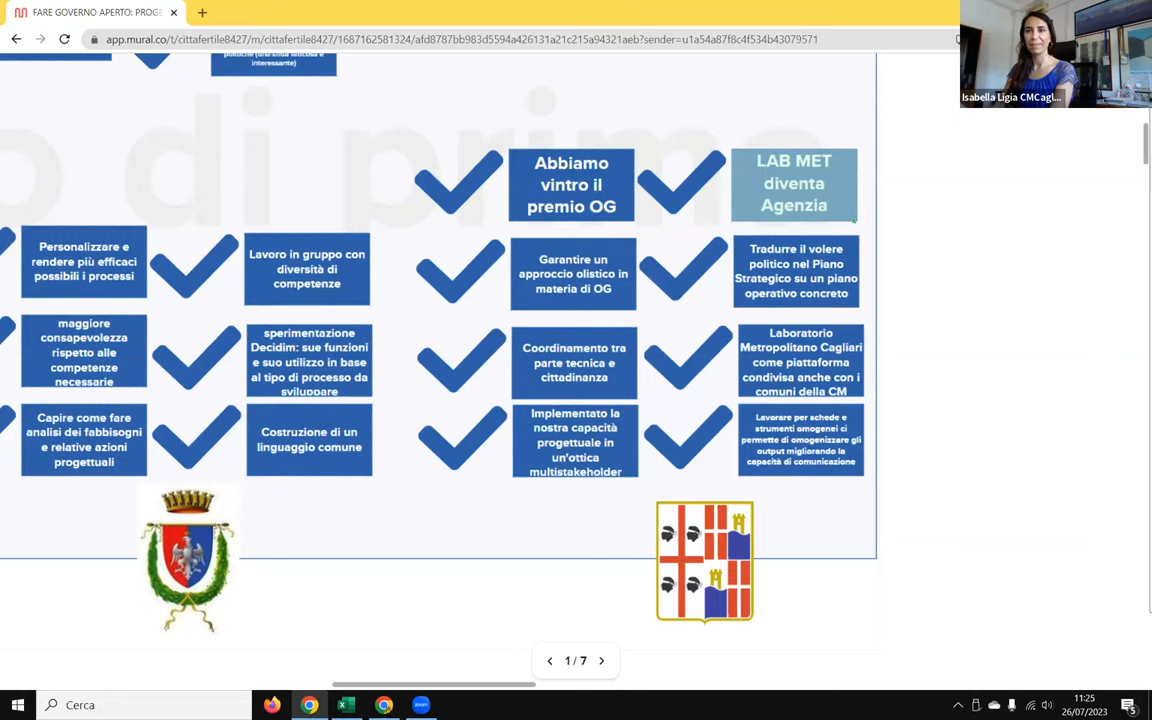 FARE GOVERNO APERTO: PROGE
app.mural.co/t/cittafertile8427/m/cittafertile8427/1687162581324/afd8787bb983d5594a426131a21c215a94321aeb?sender=u1a54a87f8c4f534b43079571
Isabella Ligia CMCagl...
interessante)
o di prima
Abbiamo
vintro il
premio OG
LAB MET
diventa
Agenzia
Personalizzare e
rendere più efficaci
possibili i processi
Lavoro in gruppo con
diversità di
competenze
Garantire un
approccio olistico in
materia di OG
Tradurre il volere
politico nel Piano
Strategico su un piano
operativo concreto
maggiore
consapevolezza
rispetto alle
competenze
necessarie
sperimentazione
Decidim: sue funzioni
e suo utilizzo in base
al tipo di processo da
sviluppare
Coordinamento tra
parte tecnica e
cittadinanza
Laboratorio
Metropolitano Cagliari
come piattaforma
condivisa anche con i
comuni della CM
Capire come fare
analisi dei fabbisogni
e relative azioni
progettuali
Costruzione di un
linguaggio comune
Implementato la
nostra capacità
progettuale in
un'ottica
multistakeholder
Lavorare per schede e
strumenti omogenei ci
permette di omogenizzare gli
output migliorando la
capacità di comunicazione
1 / 7
Cerca
zoom
11:25
26/07/2023
5